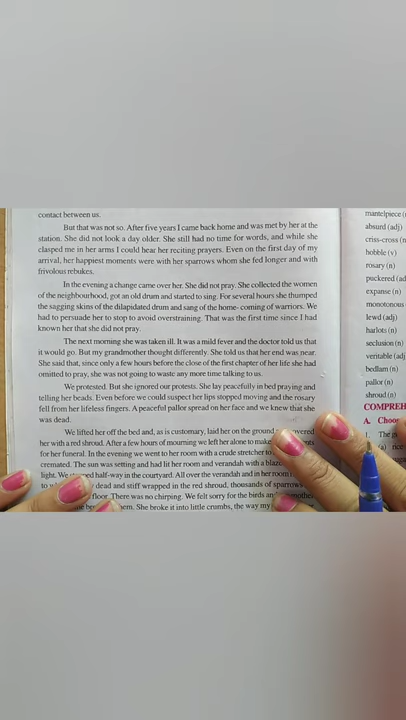 contact between us.
But that was not so. After five years I came back home and was met by her at the
station. She did not look a day older. She still had no time for words, and while she
clasped me in her arms I could hear her reciting prayers. Even on the first day of my
arrival, her happiest moments were with her sparrows whom she fed longer and with
frivolous rebukes.
In the evening a change came over her. She did not pray. She collected the women
of the neighbourhood, got an old drum and started to sing. For several hours she thumped
the sagging skins of the dilapidated drum and sang of the home- coming of warriors. We
had to persuade her to stop to avoid overstraining. That was the first time since I had
known her that she did not pray.
The next morning she was taken ill. It was a mild fever and the doctor told us that
it would go. But my grandmother thought differently. She told us that her end was near.
She said that, since only a few hours before the close of the first chapter of her life she had
omitted to pray, she was not going to waste any more time talking to us.
We protested. But she ignored our protests. She lay peacefully in bed praying and
telling her beads. Even before we could suspect her lips stopped moving and the rosary
fell from her lifeless fingers. A peaceful pallor spread on her face and we knew that she
was dead.
We lifted her off the bed and, as is customary, laid her on the ground
her with a red shroud. After a few hours of mourning we left her alone to make
for her funeral. In the evening we went to her room with a crude stretcher to
cremated. The sun was setting and had lit her room and verandah with a blaze
light. We half-way in the courtyard. All over the verandah and in her room
to dead and stiff wrapped in the red shroud, thousands of sparrows
floor. There was no chirping. We felt sorry for the birds
them. She broke it into little crumbs, the way my
mantelpiece
absurd (adj)
criss-cross (n
hobble (v)
rosary (n)
puckered (ad
expanse (n)
monotonous
lewd (adj)
harlots (n)
seclusion (n)
veritable (adj
bedlam (n)
pallor (n)
shroud (n)
COMPREH
A. Choo
1. The